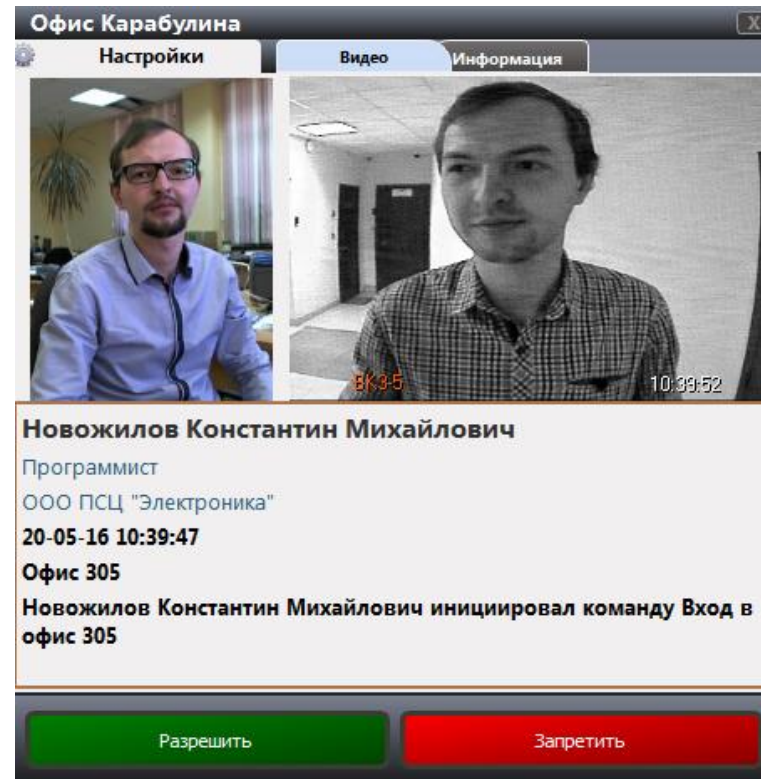 Офис Карабулина
X
Настройки
Видео
Информация
ВК3-5
10:39:52
Новожилов Константин Михайлович
Программист
ООО ПСЦ "Электроника"
20-05-16 10:39:47
Офис 305
Новожилов Константин Михайлович инициировал команду Вход в
офис 305
Разрешить
Запретить